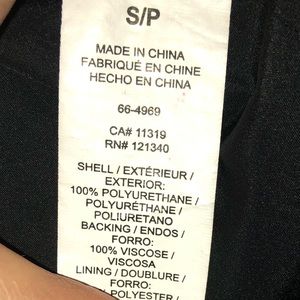 S/P
MADE IN CHINA
FABRIQUÉ EN CHINE
HECHO EN CHINA
66-4969
CA# 11319
RN# 121340
SHELL / EXTÉRIEUR /
EXTERIOR:
100% POLYURETHANE /
POLYURÉTHANE /
POLIURETANO
BACKING / ENDOS /
FORRO:
100% VISCOSE /
VISCOSA
LINING / DOUBLURE /
FORRO:
POLYESTER /